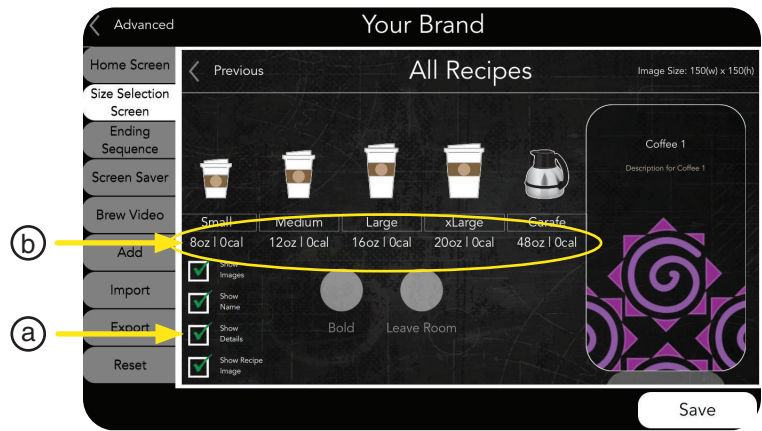 Advanced
Your Brand
Home Screen
Size Selection
Screen
Ending
Sequence
Screen Saver
Brew Video
Add
Import
Export
Reset
Previous
All Recipes
Image Size: 150(w) x 150(h)
Small Medium Large xLarge Carafe
8oz | 0cal 12oz | 0cal 16oz | 0cal 20oz | 0cal 48oz | 0cal
Show
Images
Show
Name
Show
Details
Show Recipe
Image
Bold Leave Room
Coffee 1
Description for Coffee 1
Save
b
a